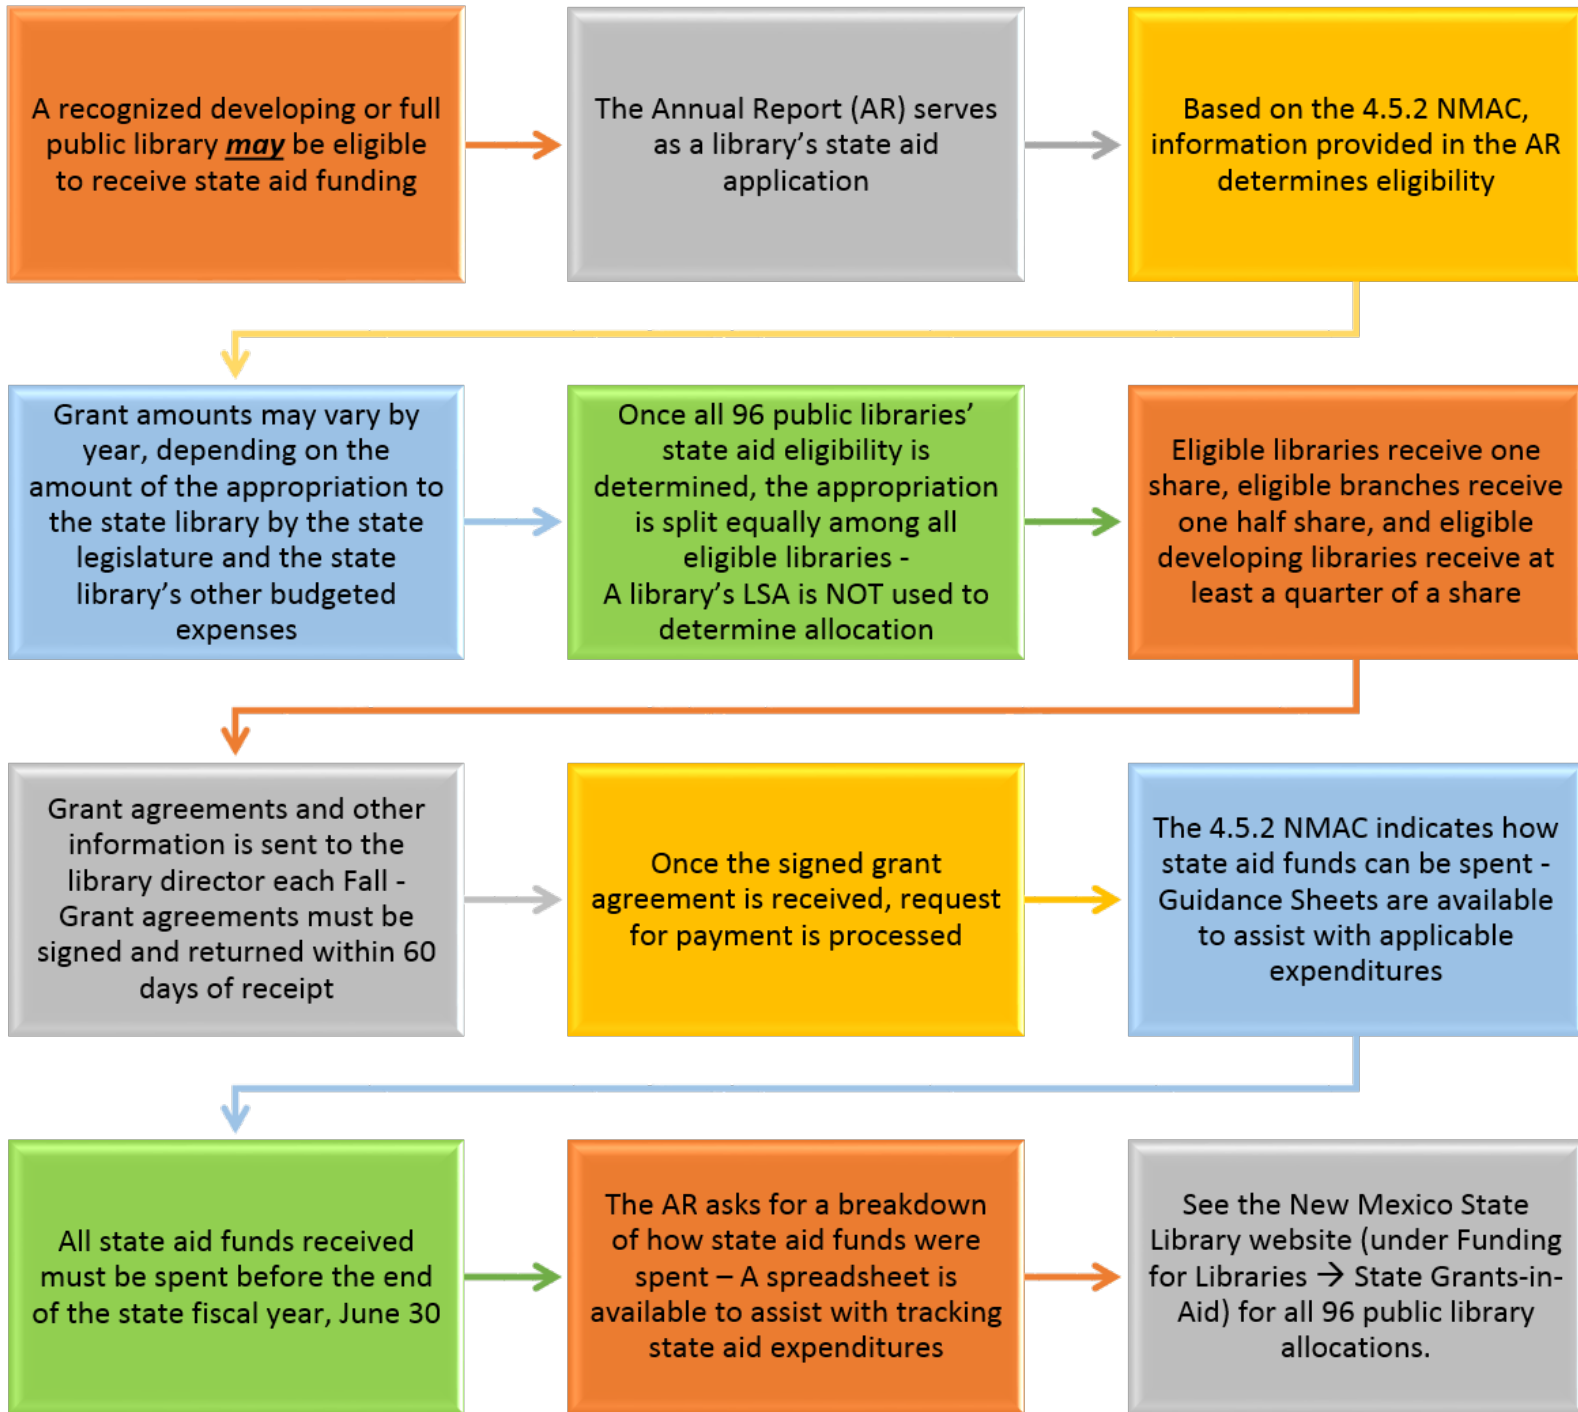 A recognized developing or full
public library may be eligible
to receive state aid funding
The Annual Report (AR) serves
as a library’s state aid
application
Based on the 4.5.2 NMAC,
information provided in the AR
determines eligibility
Grant amounts may vary by
year, depending on the
amount of the appropriation to
the state library by the state
legislature and the state
library’s other budgeted
expenses
Once all 96 public libraries’
state aid eligibility is
determined, the appropriation
is split equally among all
eligible libraries -
A library’s LSA is NOT used to
determine allocation
Eligible libraries receive one
share, eligible branches receive
one half share, and eligible
developing libraries receive at
least a quarter of a share
Grant agreements and other
information is sent to the
library director each Fall -
Grant agreements must be
signed and returned within 60
days of receipt
Once the signed grant
agreement is received, request
for payment is processed
The 4.5.2 NMAC indicates how
state aid funds can be spent -
Guidance Sheets are available
to assist with applicable
expenditures
All state aid funds received
must be spent before the end
of the state fiscal year, June 30
The AR asks for a breakdown
of how state aid funds were
spent – A spreadsheet is
available to assist with tracking
state aid expenditures
See the New Mexico State
Library website (under Funding
for Libraries → State Grants-in-
Aid) for all 96 public library
allocations.